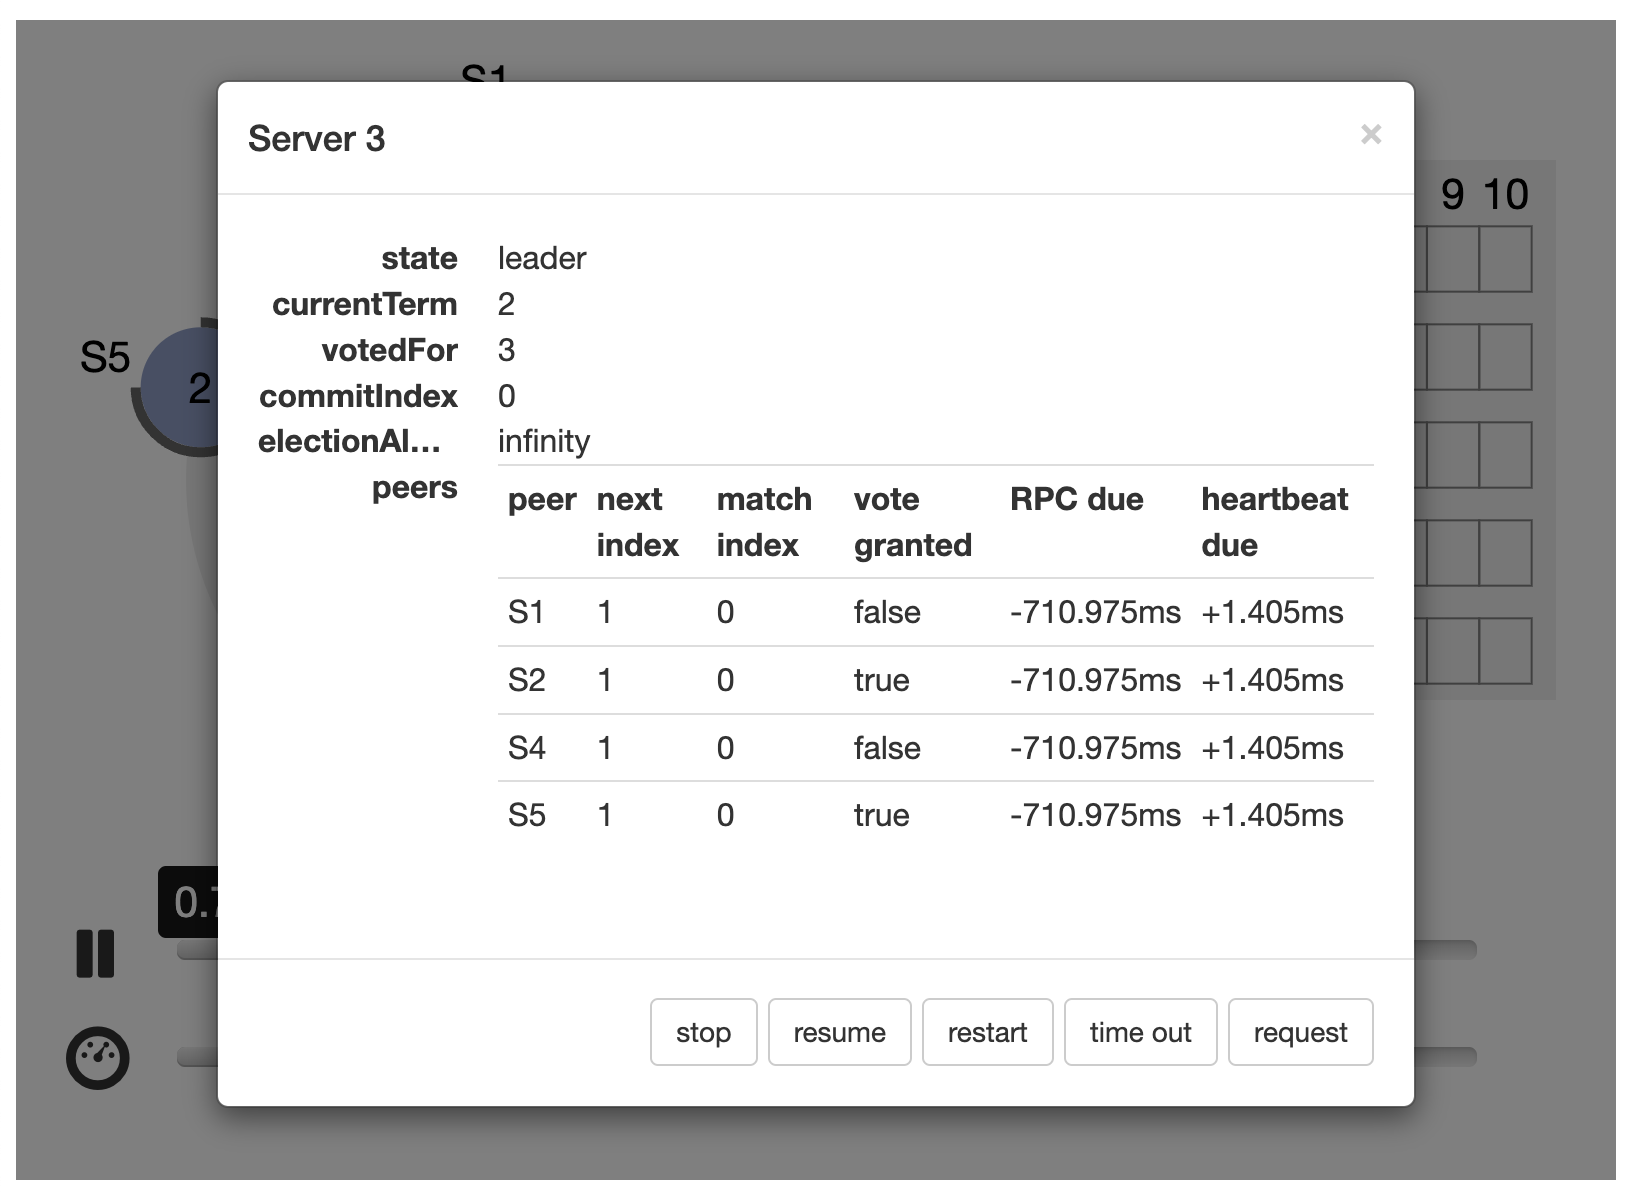 S1
Server 3 ×
9 10
state leader
currentTerm 2
S5
votedFor 3
2
commitIndex 0
electionAl... infinity
peers
peer next index match index vote granted RPC due heartbeat due
S1 1 0 false -710.975ms +1.405ms
S2 1 0 true -710.975ms +1.405ms
S4 1 0 false -710.975ms +1.405ms
S5 1 0 true -710.975ms +1.405ms
stop resume restart time out request